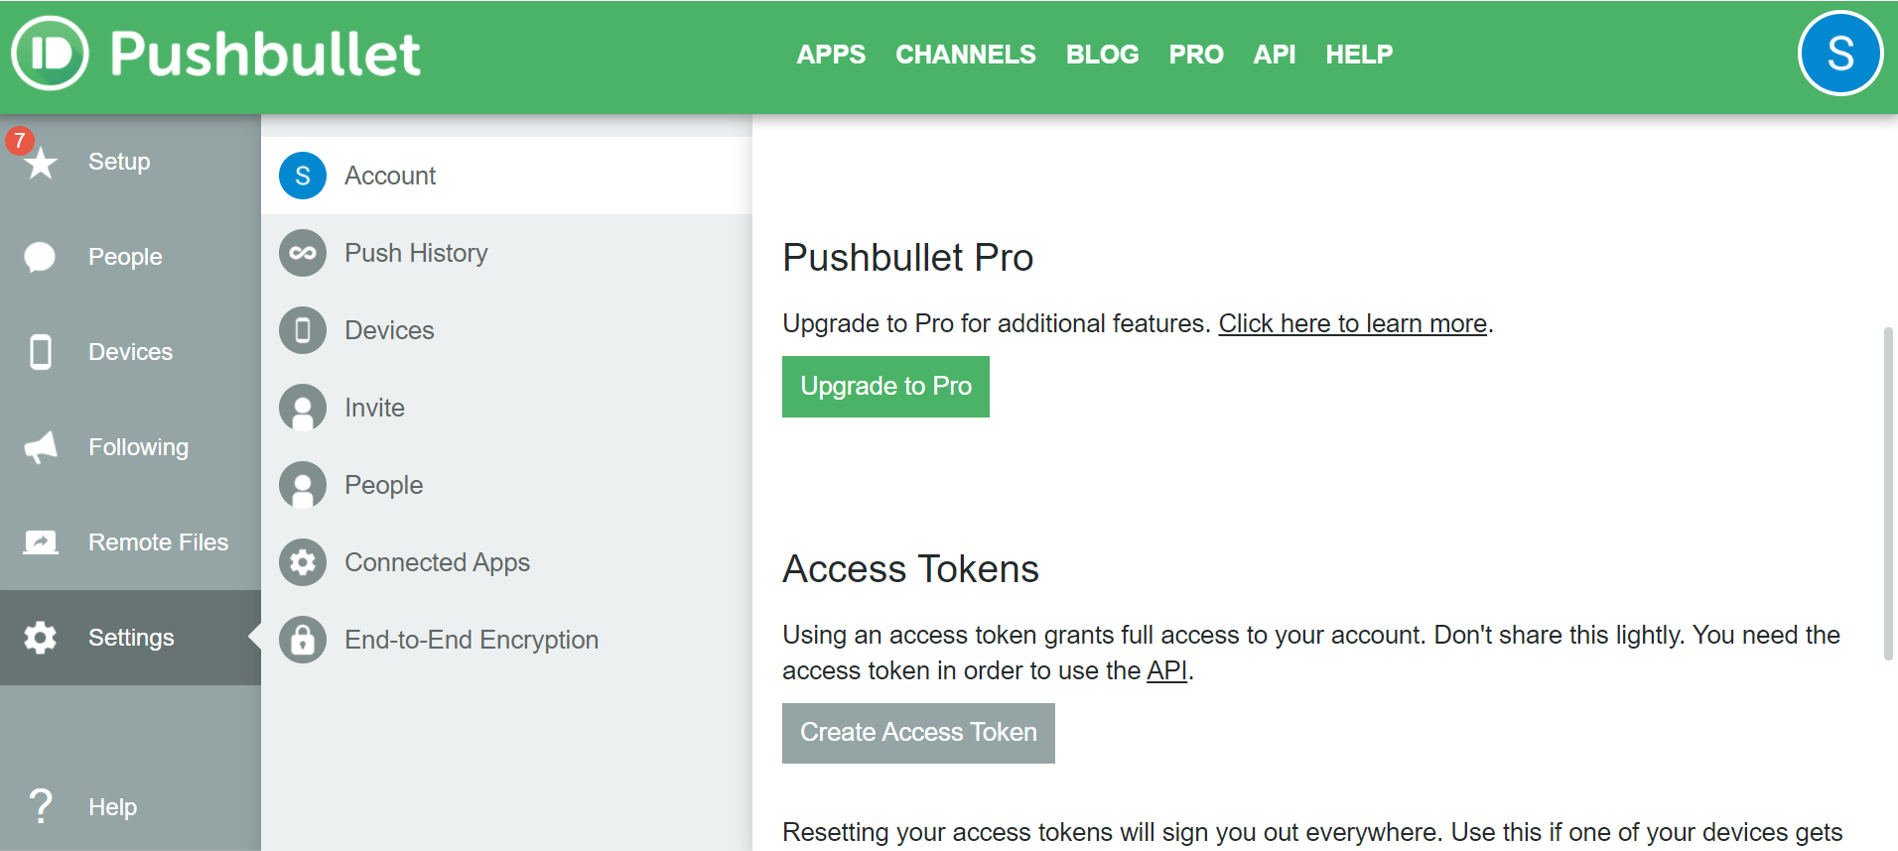 Pushbullet
APPS CHANNELS BLOG PRO API HELP
S
7
Setup
People
Devices
Following
Remote Files
Settings
Help
S Account
Push History
Devices
Invite
People
Connected Apps
End-to-End Encryption
Pushbullet Pro
Upgrade to Pro for additional features. Click here to learn more.
Upgrade to Pro
Access Tokens
Using an access token grants full access to your account. Don't share this lightly. You need the
access token in order to use the API.
Create Access Token
Resetting your access tokens will sign you out everywhere. Use this if one of your devices gets